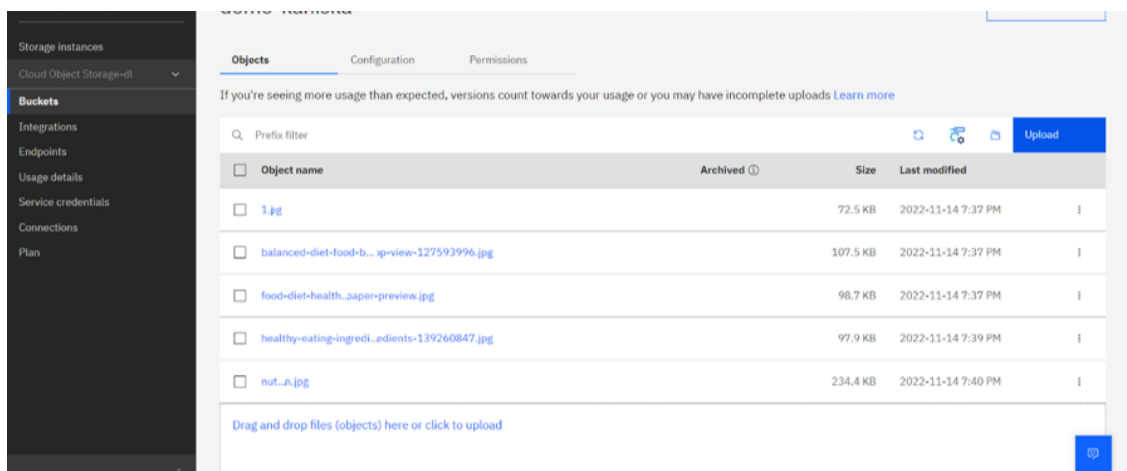 Storage instances
Cloud Object Storage-dl
Buckets
Integrations
Endpoints
Usage details
Service credentials
Connections
Plan
Objects Configuration Permissions
If you're seeing more usage than expected, versions count towards your usage or you may have incomplete uploads Learn more
Prefix filter Upload
Object name Archived Size Last modified
1.jpg 72.5 KB 2022-11-14 7:37 PM
balanced-diet-food-b... op-view-127593996.jpg 107.5 KB 2022-11-14 7:37 PM
food-diet-health...paper-preview.jpg 98.7 KB 2022-11-14 7:37 PM
healthy-eating-ingredi...edients-139260847.jpg 97.9 KB 2022-11-14 7:39 PM
nut...n.jpg 234.4 KB 2022-11-14 7:40 PM
Drag and drop files (objects) here or click to upload